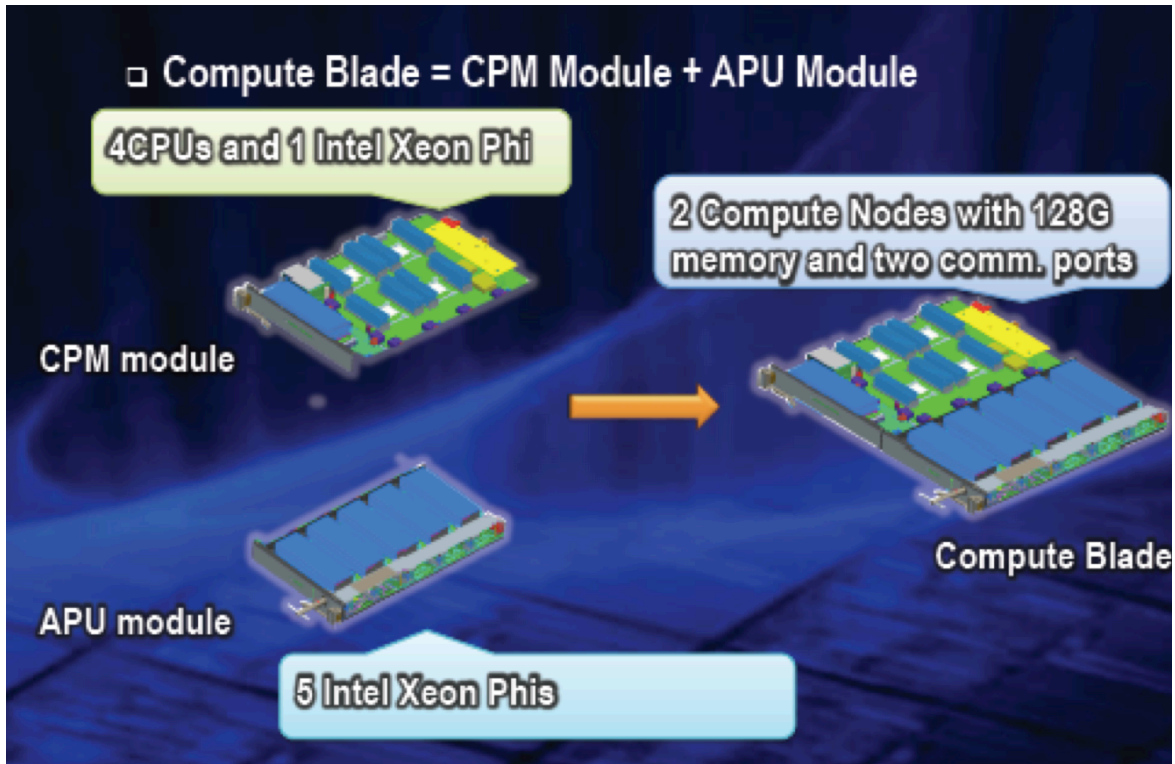 ❑ Compute Blade = CPM Module + APU Module
4CPUs and 1 Intel Xeon Phi
2 Compute Nodes with 128G
memory and two comm. ports
CPM module
Compute Blade
APU module
5 Intel Xeon Phis